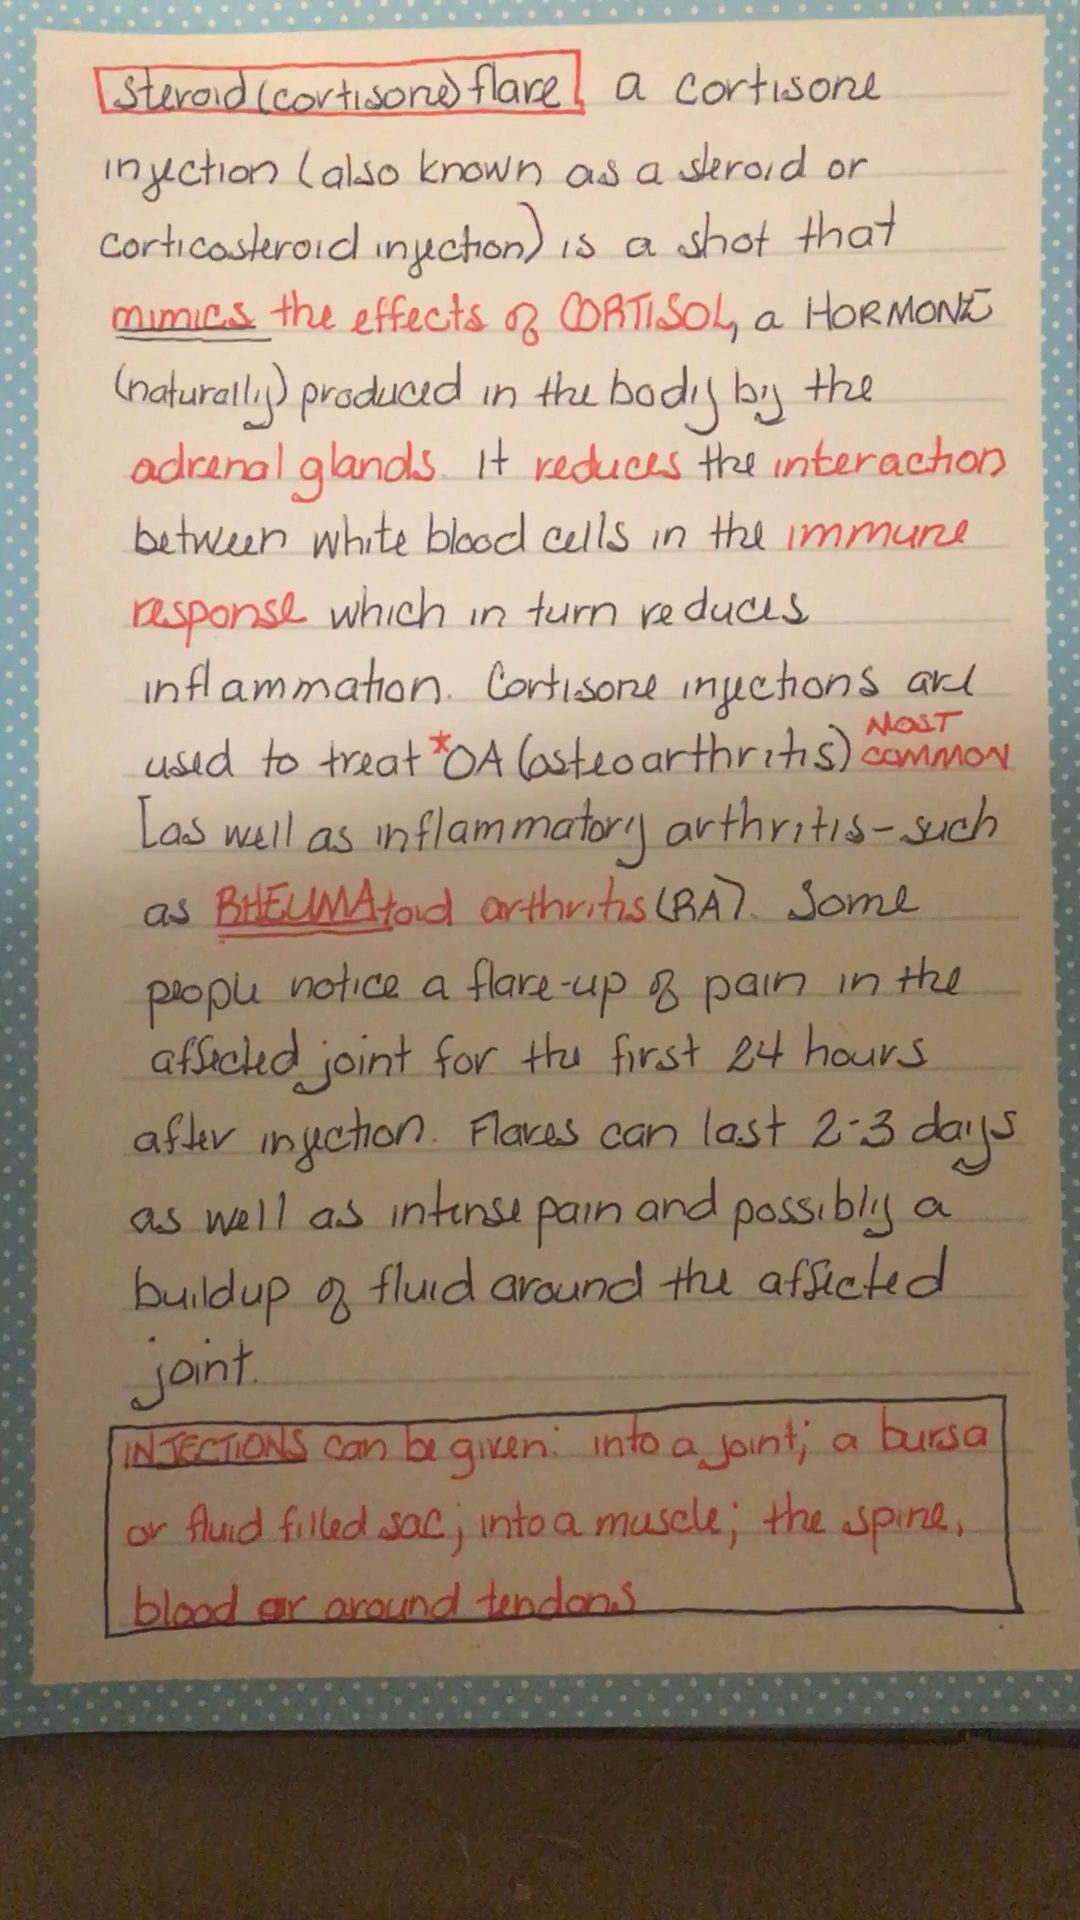 Steroid (cortisone) flare a cortisone
injection (also known as a steroid or
corticosteroid injection) is a shot that
mimics the effects of CORTISOL, a HORMONE
(naturally) produced in the body by the
adrenal glands. It reduces the interaction
between white blood cells in the immune
response which in turn reduces
inflammation. Cortisone injections are
used to treat *OA (osteoarthritis) MOST COMMON
[as well as inflammatory arthritis - such
as RHEUMAtoid arthritis (RA). Some
people notice a flare-up of pain in the
affected joint for the first 24 hours
after injection. Flares can last 2-3 days
as well as intense pain and possibly a
buildup of fluid around the affected
joint.
INJECTIONS can be given: into a joint; a bursa
or fluid filled sac; into a muscle; the spine,
blood or around tendons